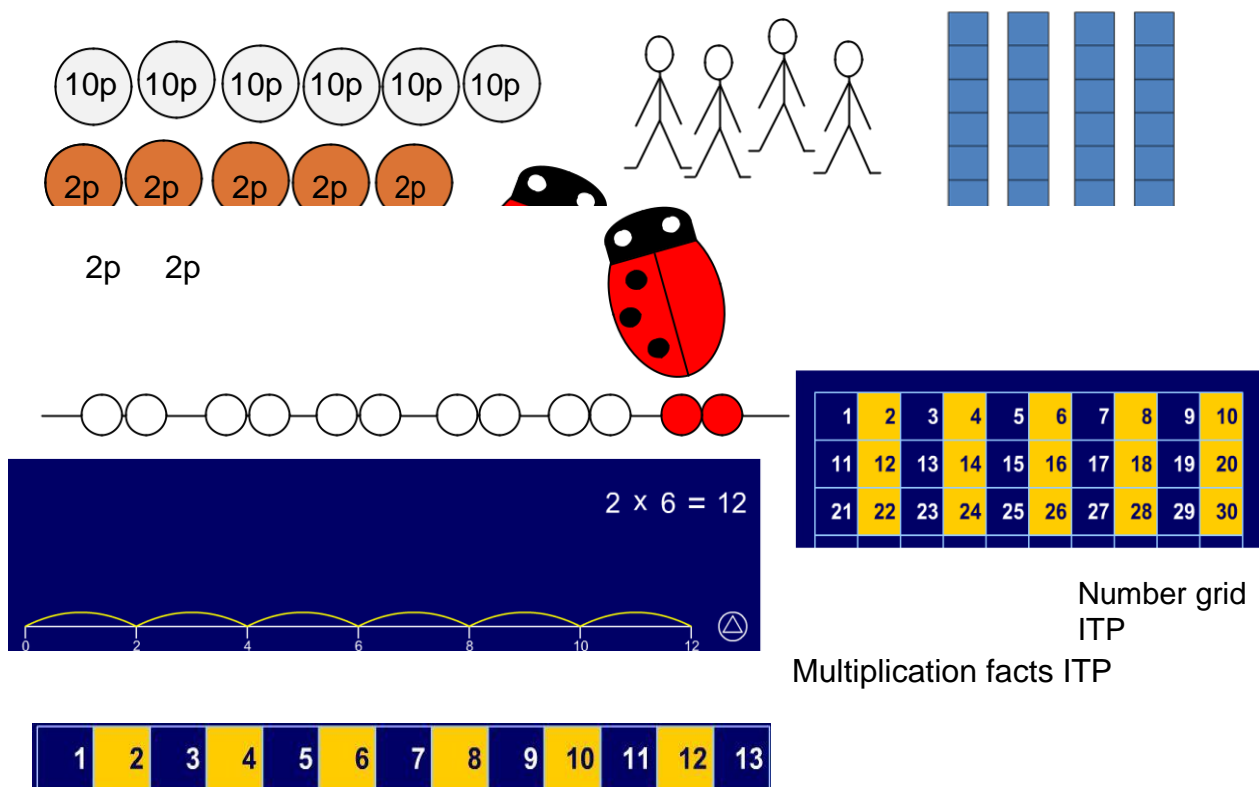 10p 10p 10p 10p 10p 10p
2p 2p 2p 2p 2p
2p 2p
1 2 3 4 5 6 7 8 9 10
11 12 13 14 15 16 17 18 19 20
21 22 23 24 25 26 27 28 29 30
2 x 6 = 12
0 2 4 6 8 10 12
Number grid
ITP
Multiplication facts ITP
1 2 3 4 5 6 7 8 9 10 11 12 13